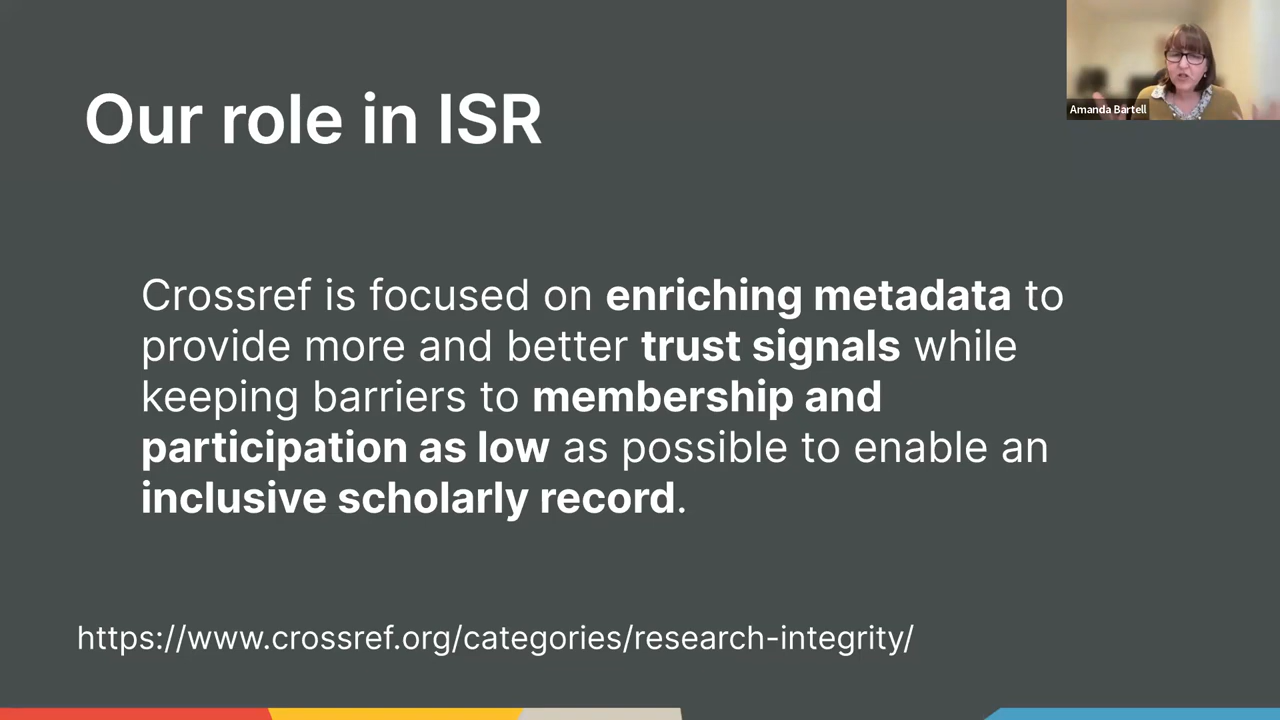 Our role in ISR
Amanda Bartell
Crossref is focused on enriching metadata to
provide more and better trust signals while
keeping barriers to membership and
participation as low as possible to enable an
inclusive scholarly record.
https://www.crossref.org/categories/research-integrity/